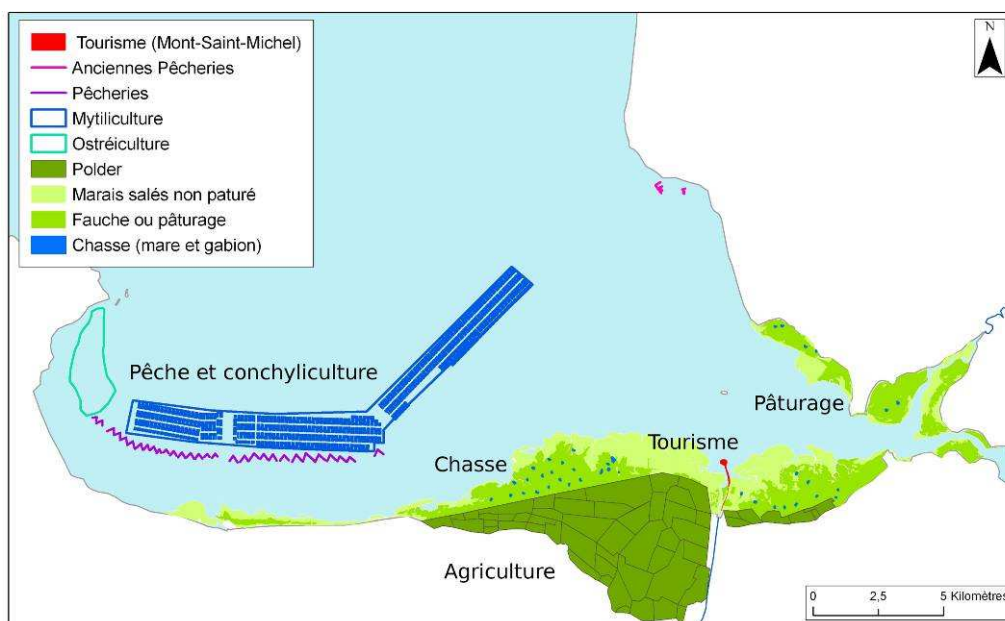 Tourisme (Mont-Saint-Michel)
Anciennes Pêcheries
Pêcheries
Mytiliculture
Ostréiculture
Polder
Marais salés non paturé
Fauche ou pâturage
Chasse (mare et gabion)
N
Pêche et conchyliculture
Pâturage
Tourisme
Chasse
Agriculture
0 2,5 5 Kilomètres